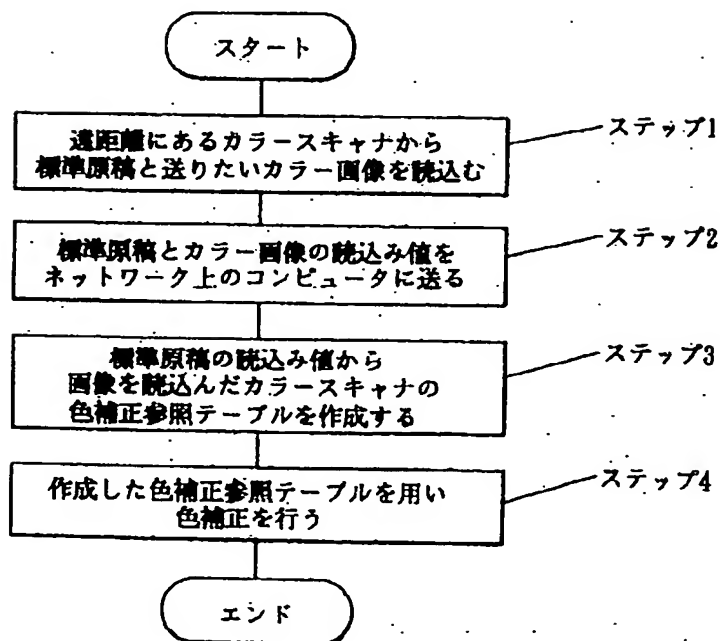 スタート
遠距離にあるカラースキャナから
標準原稿と送りたいカラー画像を読込む
ステップ1
標準原稿とカラー画像の読込み値を
ネットワーク上のコンピュータに送る
ステップ2
標準原稿の読込み値から
画像を読込んだカラースキャナの
色補正参照テーブルを作成する
ステップ3
作成した色補正参照テーブルを用い
色補正を行う
ステップ4
エンド